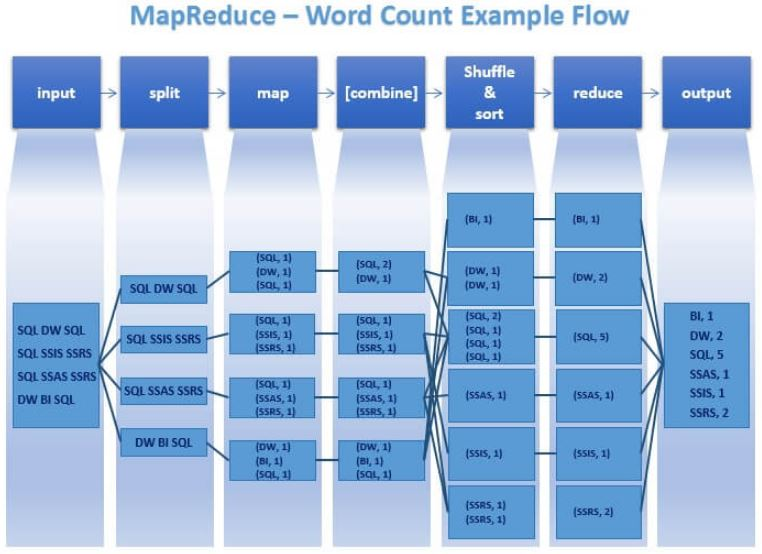 MapReduce – Word Count Example Flow
input
split
map
[combine]
Shuffle
&
sort
reduce
output
SQL DW SQL
SQL SSIS SSRS
SQL SSAS SSRS
DW BI SQL
SQL DW SQL
SQL SSIS SSRS
SQL SSAS SSRS
DW BI SQL
(SQL, 1)
(DW, 1)
(SQL, 1)
(SQL, 1)
(SSIS, 1)
(SSRS, 1)
(SQL, 1)
(SSAS, 1)
(SSRS, 1)
(DW, 1)
(BI, 1)
(SQL, 1)
(SQL, 2)
(DW, 1)
(SQL, 1)
(SSIS, 1)
(SSRS, 1)
(SQL, 1)
(SSAS, 1)
(SSRS, 1)
(DW, 1)
(BI, 1)
(SQL, 1)
(BI, 1)
(DW, 1)
(DW, 1)
(SQL, 2)
(SQL, 1)
(SQL, 1)
(SQL, 1)
(SSAS, 1)
(SSIS, 1)
(SSRS, 1)
(SSRS, 1)
(BI, 1)
(DW, 2)
(SQL, 5)
(SSAS, 1)
(SSIS, 1)
(SSRS, 2)
BI, 1
DW, 2
SQL, 5
SSAS, 1
SSIS, 1
SSRS, 2